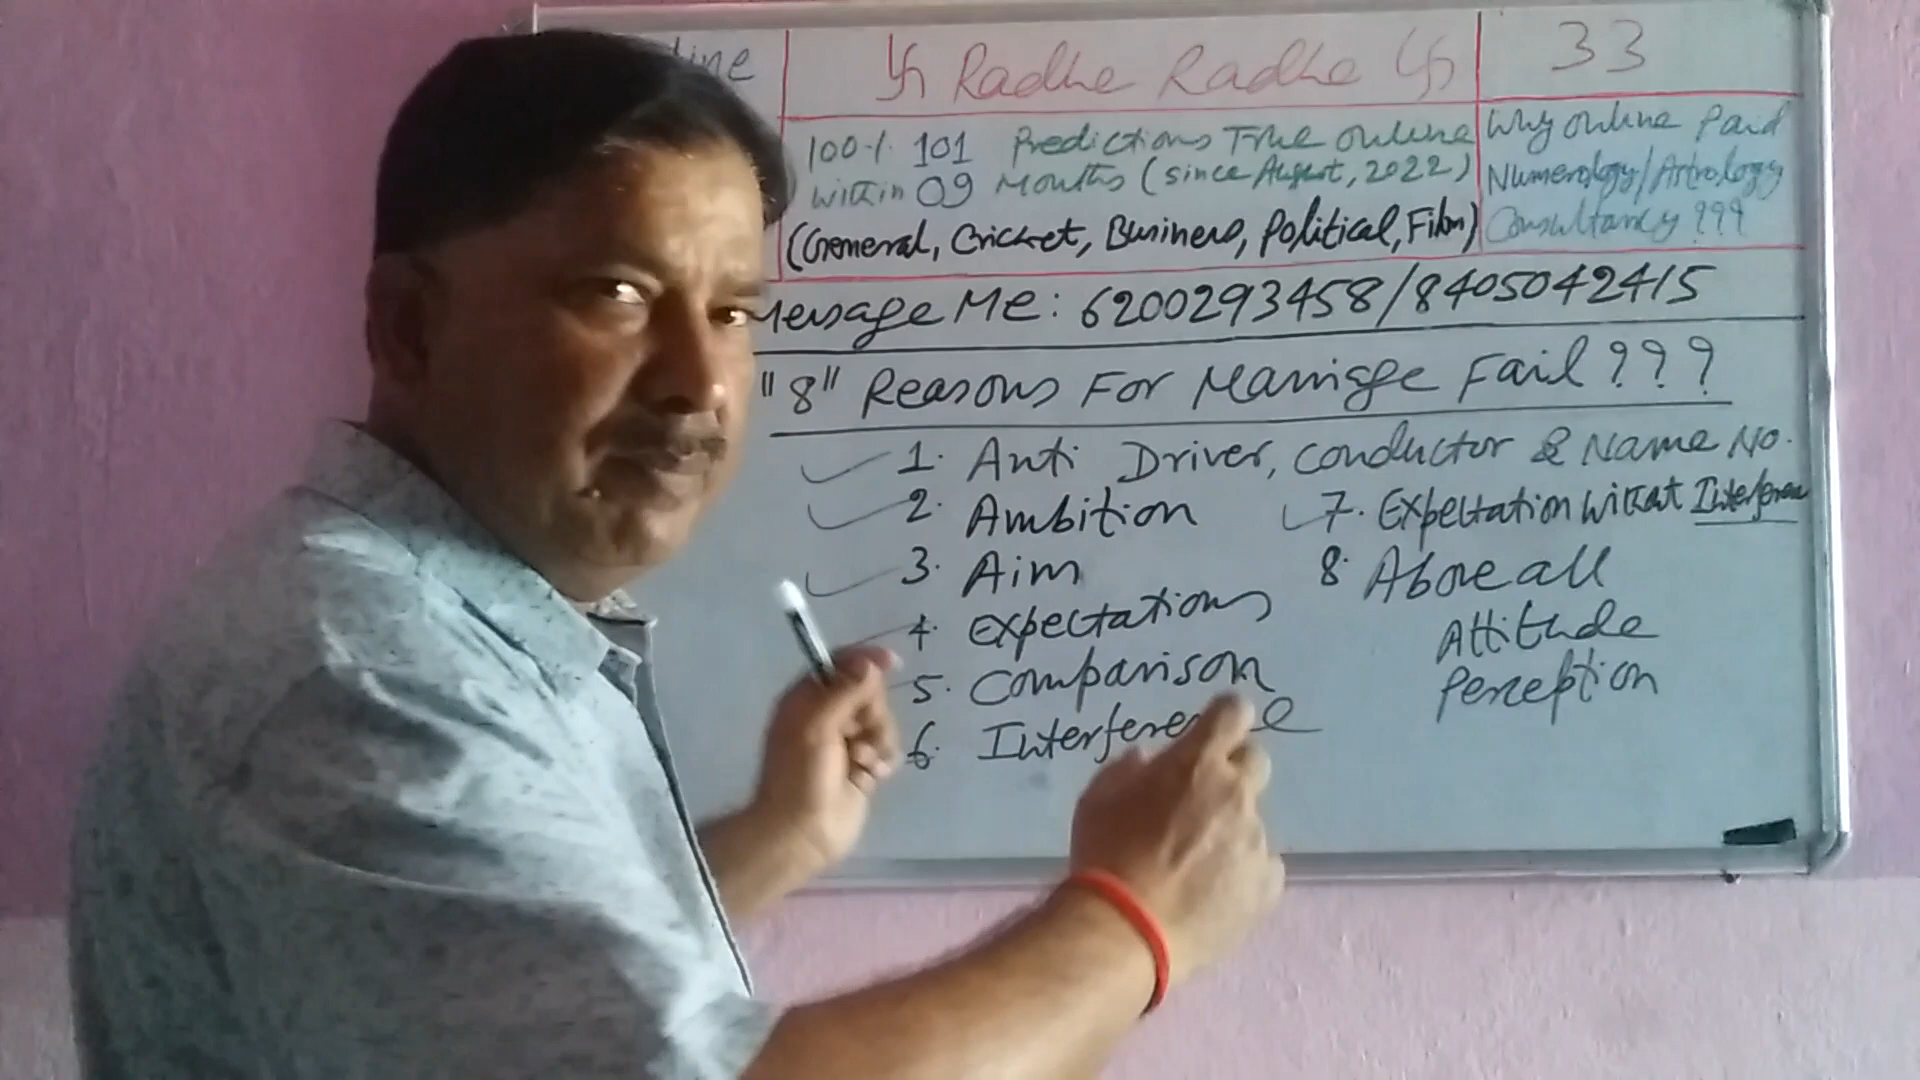 卐 Radhe Radhe 卐
33
100% 101 Predictions True online
within 09 Months (since August, 2022)
(General, Cricket, Business, Political, Film)
Why online Paid
Numerology/Astrology
Consultancy ???
Message Me: 6200293458/8405042415
"8" Reasons For Marriage Fail ???
1. Anti Driver, Conductor & Name No.
2. Ambition
3. Aim
4. Expectations
5. Comparison
6. Interference
7. Expectation without Interference
8. Above all
Attitude
Perception